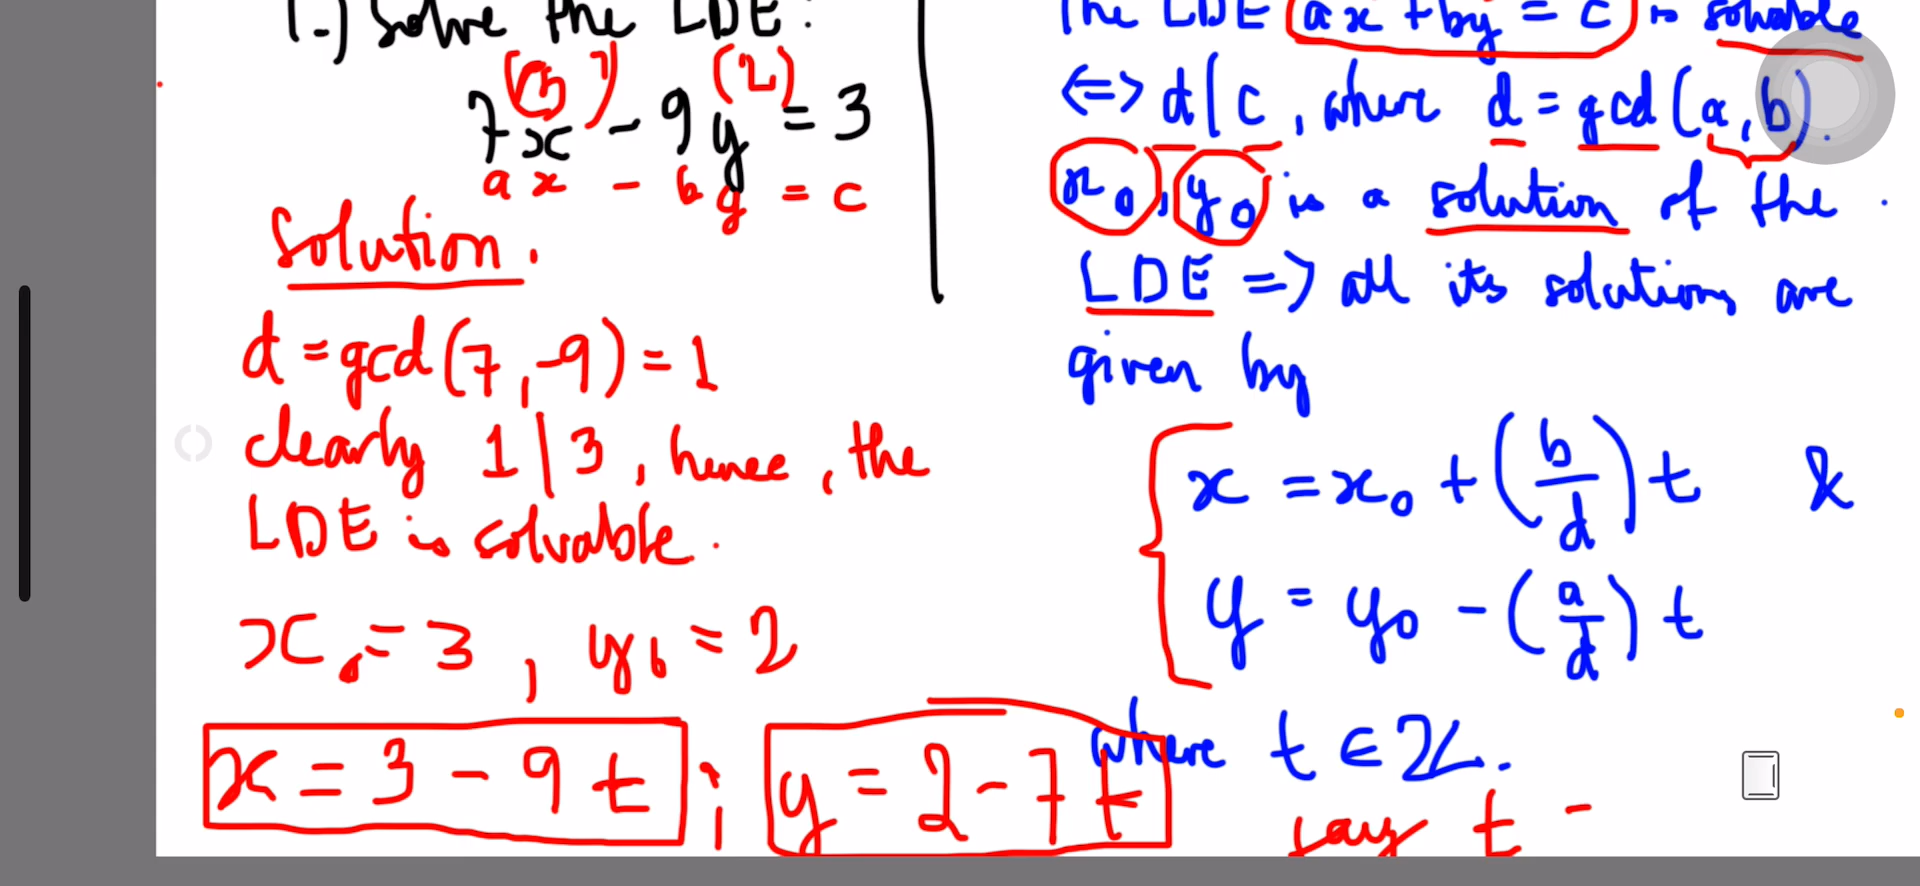 1.) Solve the LDE:
7x - 9y = 3
(3) (2)
ax - by = c
Solution.
d = gcd(7, -9) = 1
clearly 1 | 3, hence, the
LDE is solvable.
x₀ = 3, y₀ = 2
x = 3 - 9t ; y = 2 - 7t
The LDE ax + by = c is solvable
<=> d | c, where d = gcd(a, b).
x₀, y₀ is a solution of the
LDE => all its solutions are
given by
x = x₀ + (b/d)t &
y = y₀ - (a/d)t
where t ∈ ℤ.
say t =